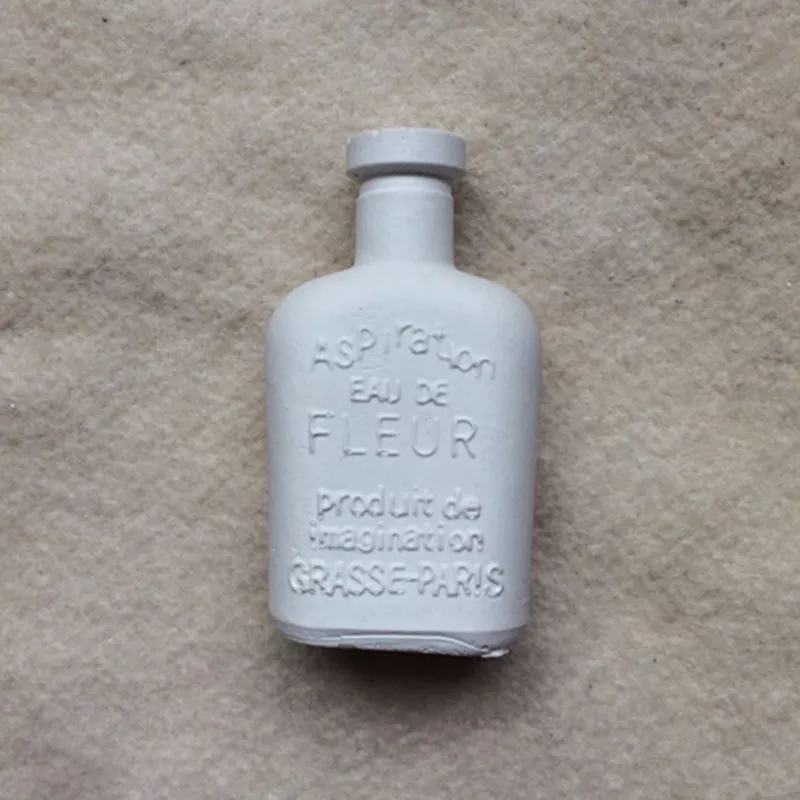 ASPiration
EAU DE
FLEUR
produit de
imagination
GRASSE-PARIS